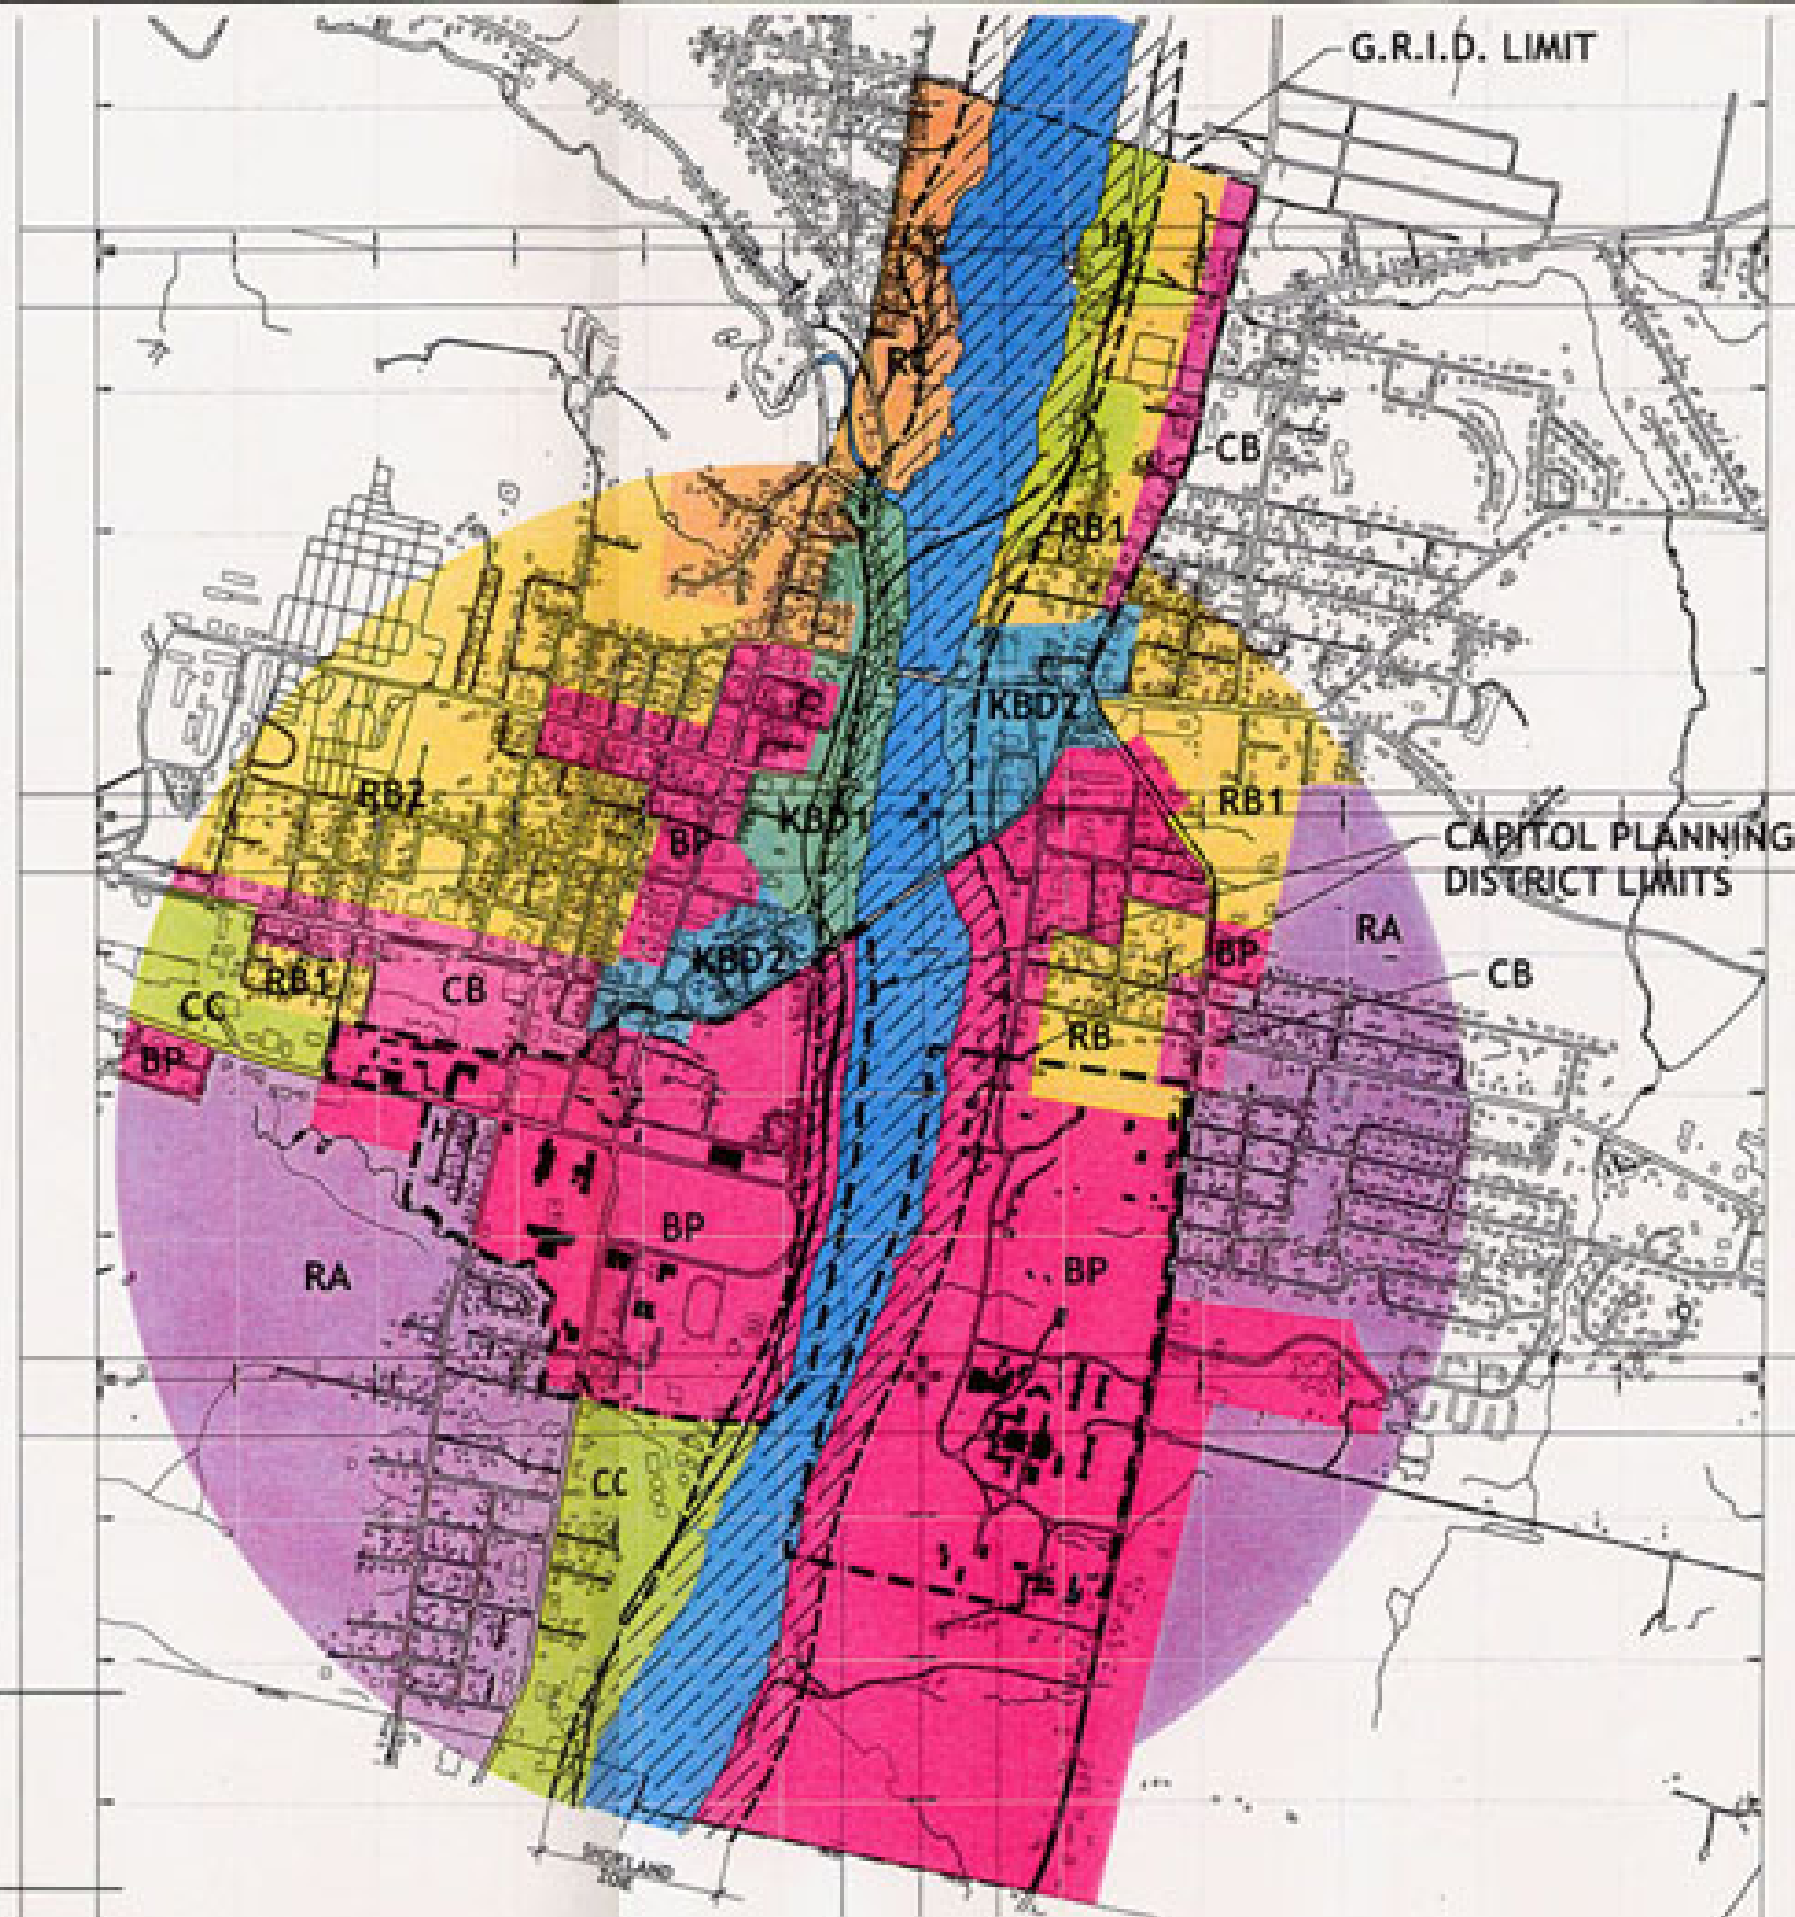 G.R.I.D. LIMIT
CB
RB1
KBD2
RB2
RB1
KBD1
BP
CAPITOL PLANNING
DISTRICT LIMITS
RA
BP
KBD2
CB
RB1
CB
CC
RB
BP
BP
RA
BP
CC
SHORELAND